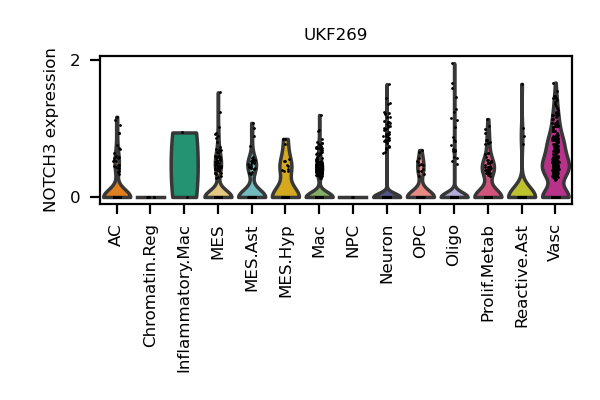 UKF269
NOTCH3 expression
2
0
AC
Chromatin.Reg
Inflammatory.Mac
MES
MES.Ast
MES.Hyp
Mac
NPC
Neuron
OPC
Oligo
Prolif.Metab
Reactive.Ast
Vasc